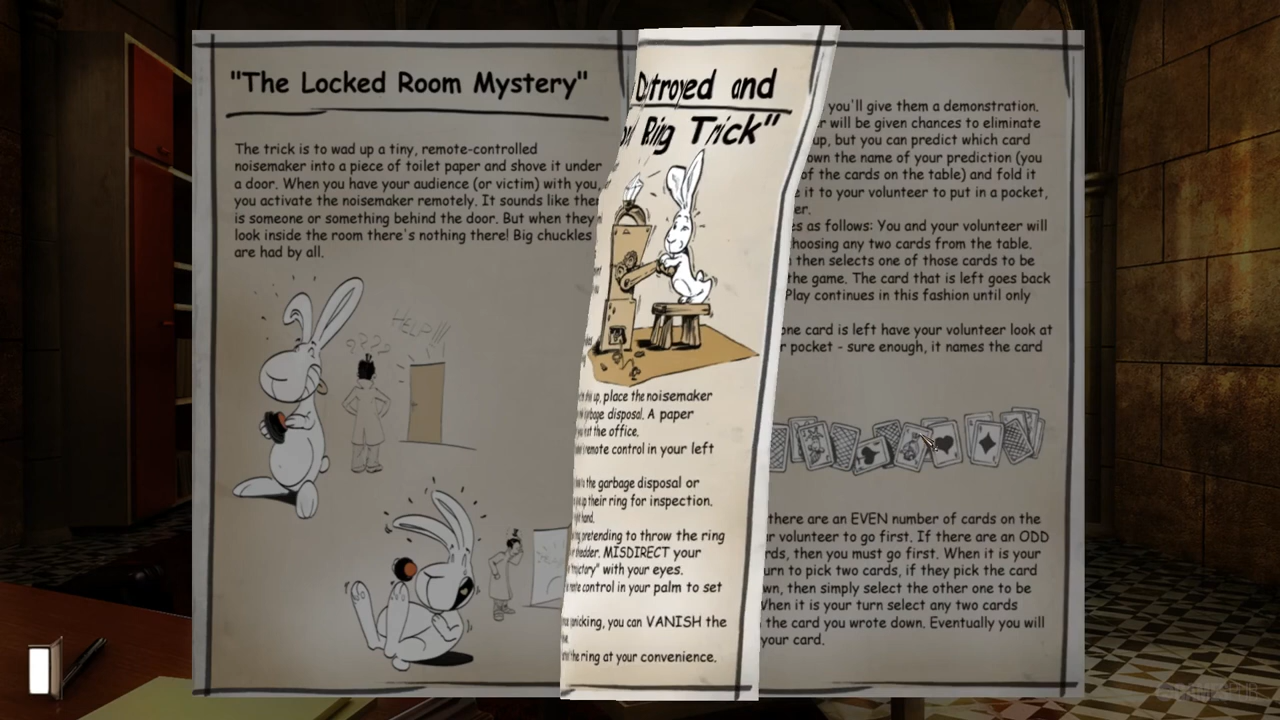 "The Locked Room Mystery"
The trick is to wad up a tiny, remote-controlled
noisemaker into a piece of toilet paper and shove it under
a door. When you have your audience (or victim) with you,
you activate the noisemaker remotely. It sounds like ther
is someone or something behind the door. But when they
look inside the room there's nothing there! Big chuckles
are had by all.
HELP!!!
????
Detroyed and
Ring Trick"
up, place the noisemaker
garbage disposal. A paper
at the office.
remote control in your left
the garbage disposal or
up their ring for inspection.
hand.
pretending to throw the ring
shredder. MISDIRECT your
"trajectory" with your eyes.
control in your palm to set
panicking, you can VANISH the
the ring at your convenience.
you'll give them a demonstration.
r will be given chances to eliminate
up, but you can predict which card
own the name of your prediction (you
of the cards on the table) and fold it
it to your volunteer to put in a pocket,
er.
es as follows: You and your volunteer will
hoosing any two cards from the table.
then selects one of those cards to be
the game. The card that is left goes back
Play continues in this fashion until only
one card is left have your volunteer look at
r pocket - sure enough, it names the card
there are an EVEN number of cards on the
r volunteer to go first. If there are an ODD
rds, then you must go first. When it is your
urn to pick two cards, if they pick the card
wn, then simply select the other one to be
When it is your turn select any two cards
the card you wrote down. Eventually you will
your card.